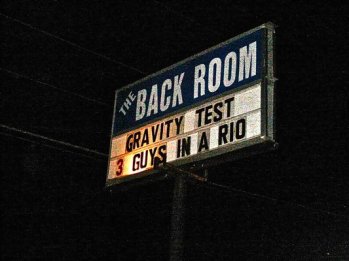 THE BACK ROOM
GRAVITY TEST
3 GUYS IN A RIO